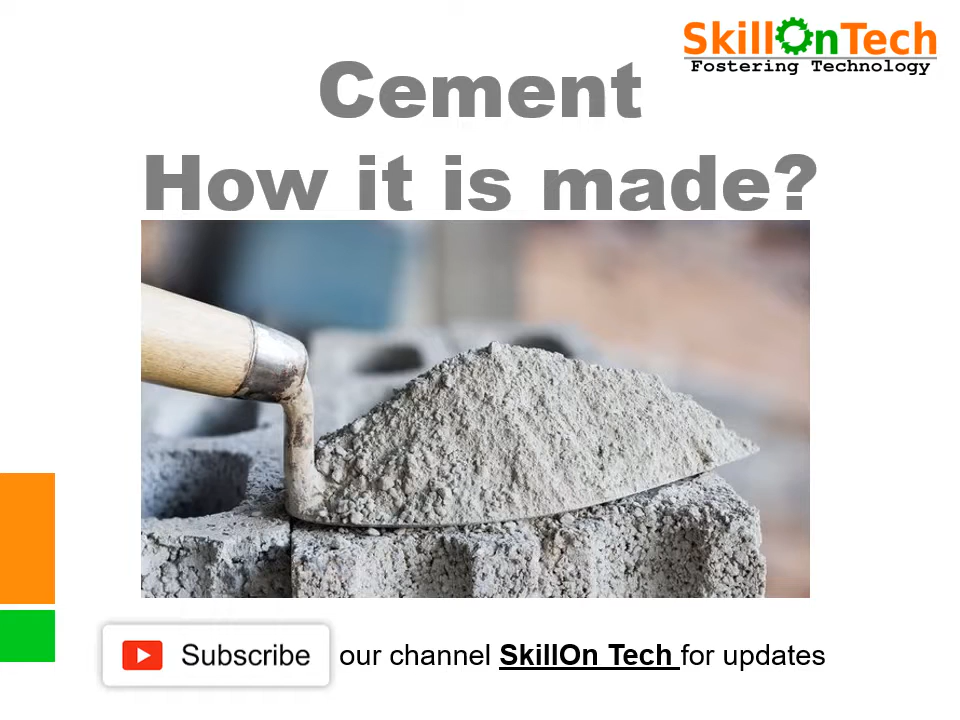 SkillOnTech
Fostering Technology
Cement
How it is made?
Subscribe our channel SkillOn Tech for updates